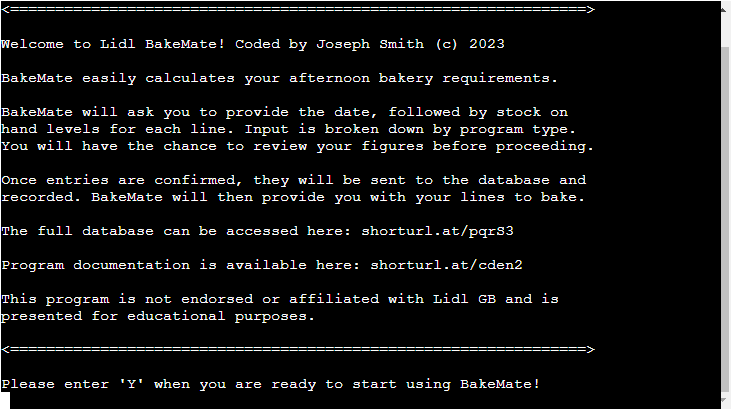 <================================================================>
Welcome to Lidl BakeMate! Coded by Joseph Smith (c) 2023
BakeMate easily calculates your afternoon bakery requirements.
BakeMate will ask you to provide the date, followed by stock on
hand levels for each line. Input is broken down by program type.
You will have the chance to review your figures before proceeding.
Once entries are confirmed, they will be sent to the database and
recorded. BakeMate will then provide you with your lines to bake.
The full database can be accessed here: shorturl.at/pqrS3
Program documentation is available here: shorturl.at/cden2
This program is not endorsed or affiliated with Lidl GB and is
presented for educational purposes.
<================================================================>
Please enter 'Y' when you are ready to start using BakeMate!